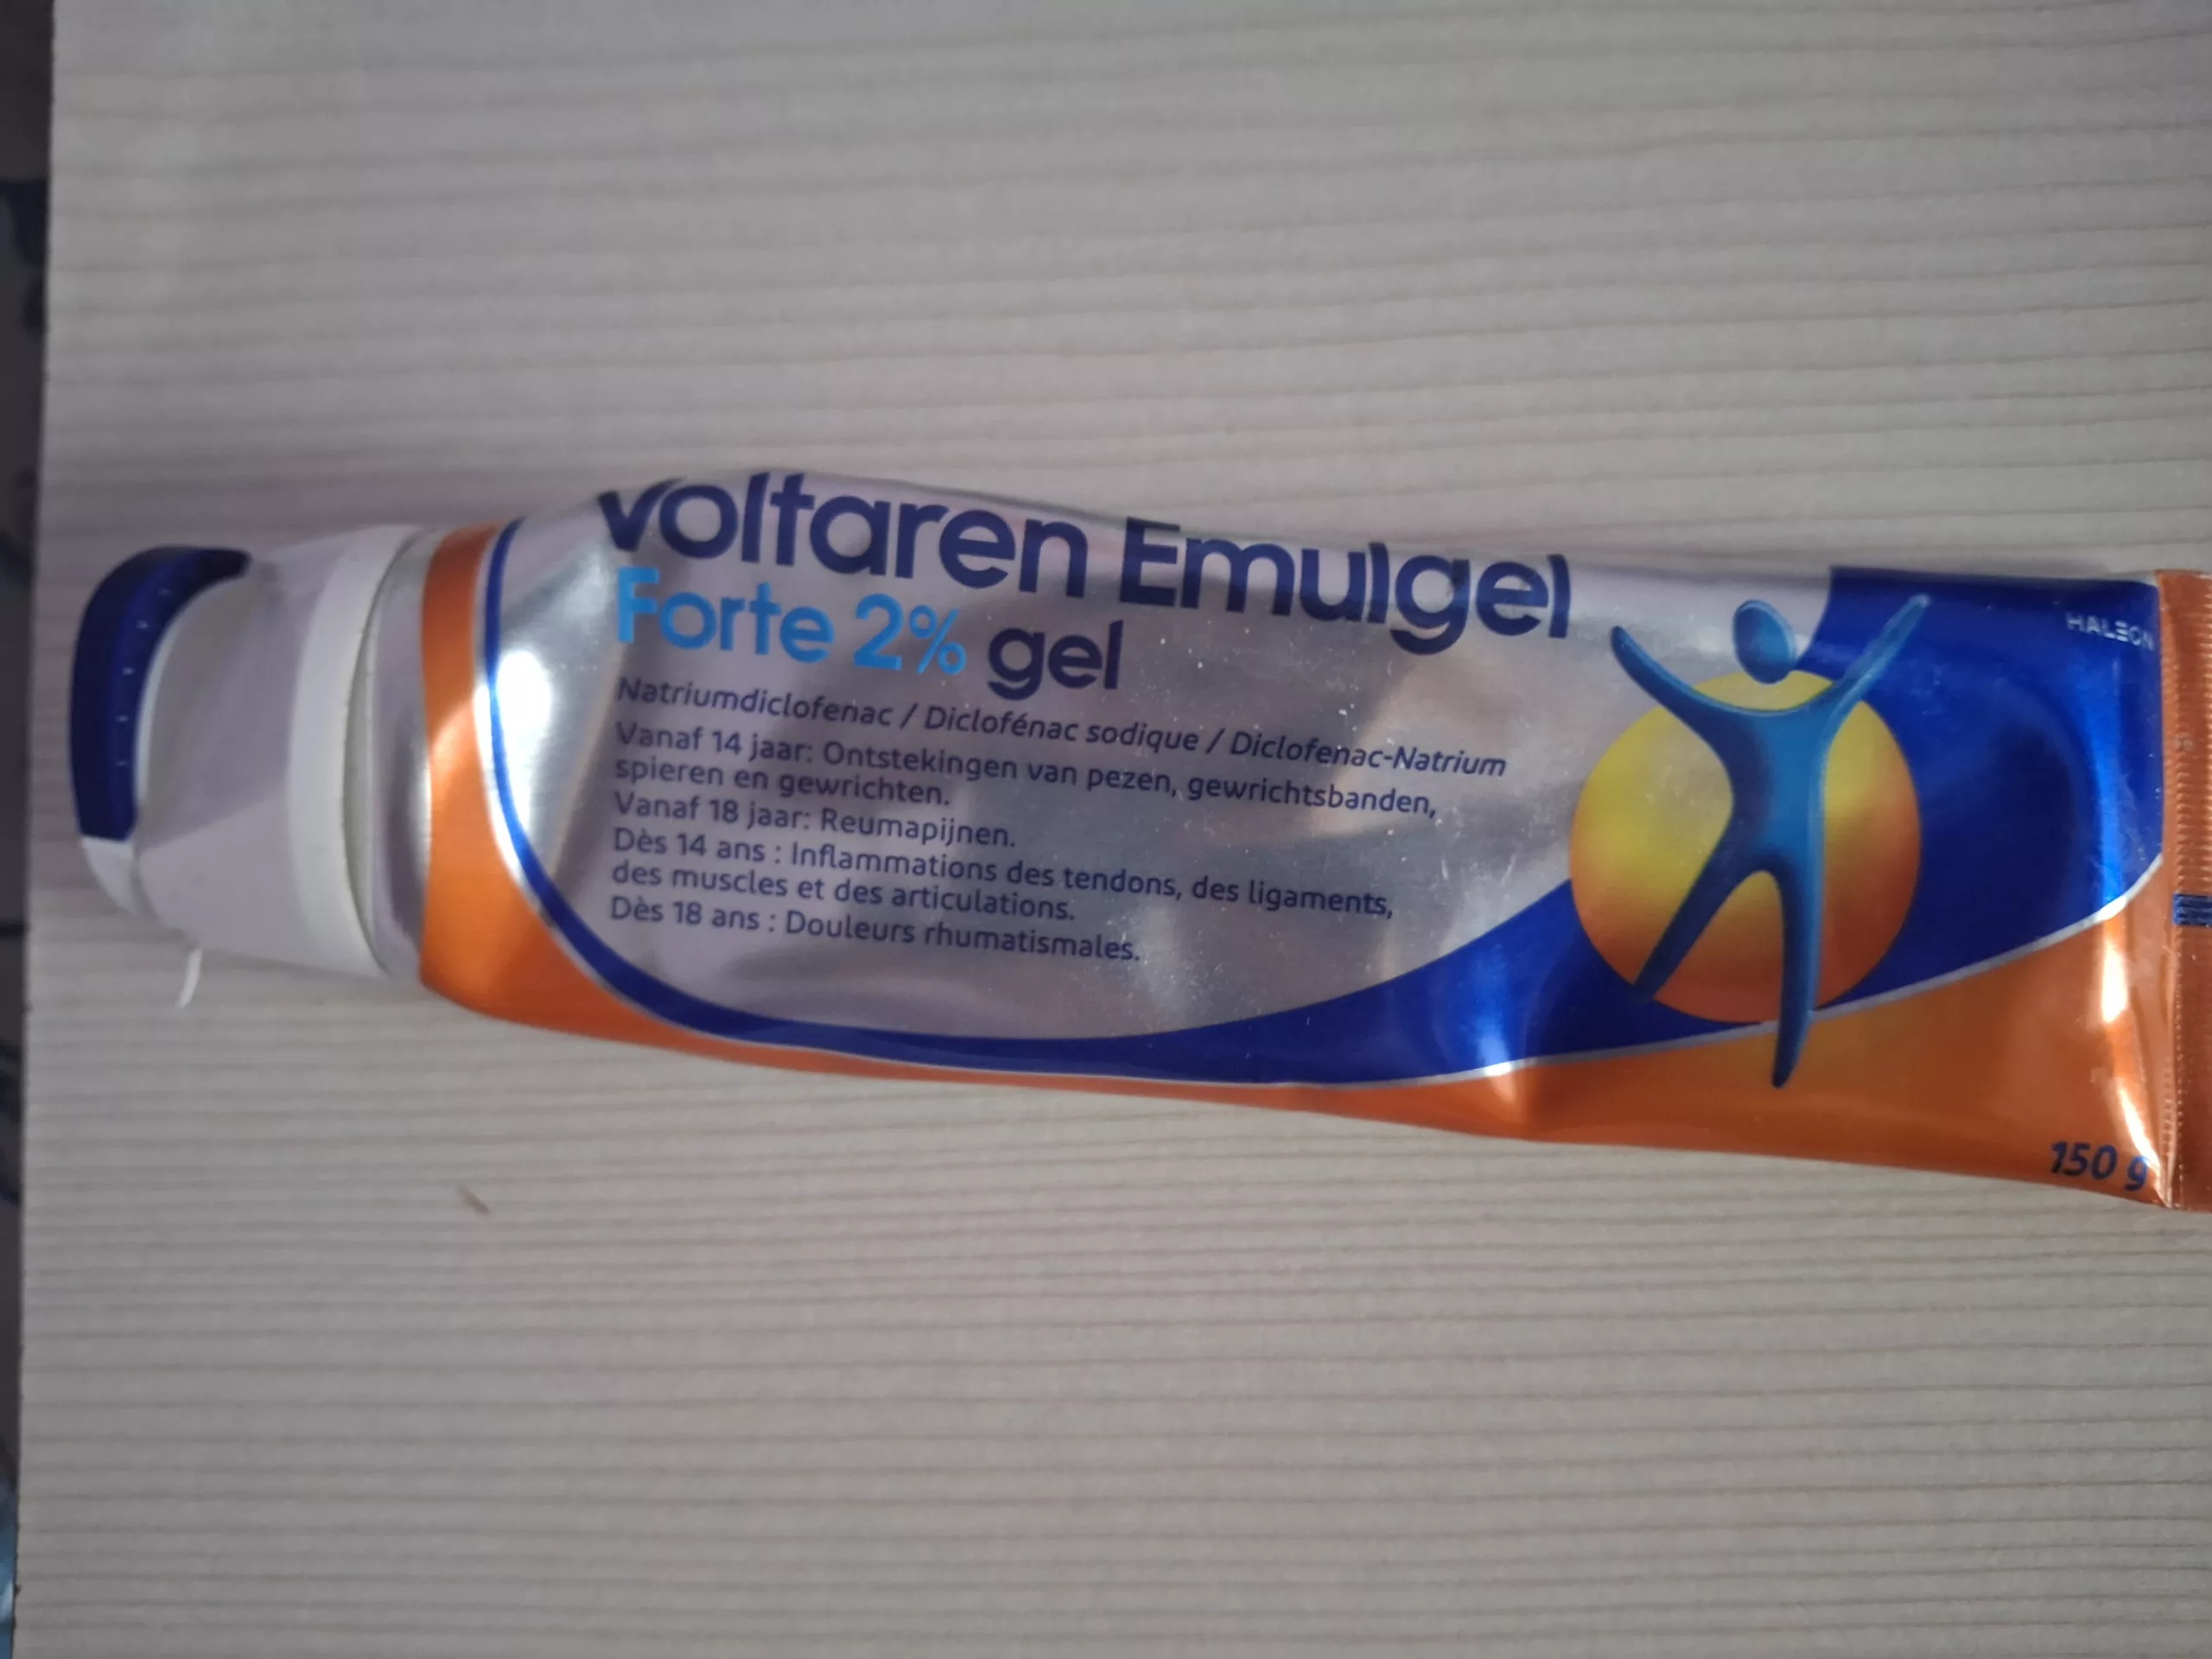 Voltaren Emulgel
Forte 2% gel
Natriumdiclofenac / Diclofénac sodique / Diclofenac-Natrium
Vanaf 14 jaar: Ontstekingen van pezen, gewrichtsbanden,
spieren en gewrichten.
Vanaf 18 jaar: Reumapijnen.
Dès 14 ans : Inflammations des tendons, des ligaments,
des muscles et des articulations.
Dès 18 ans : Douleurs rhumatismales.
HALEON
150 g